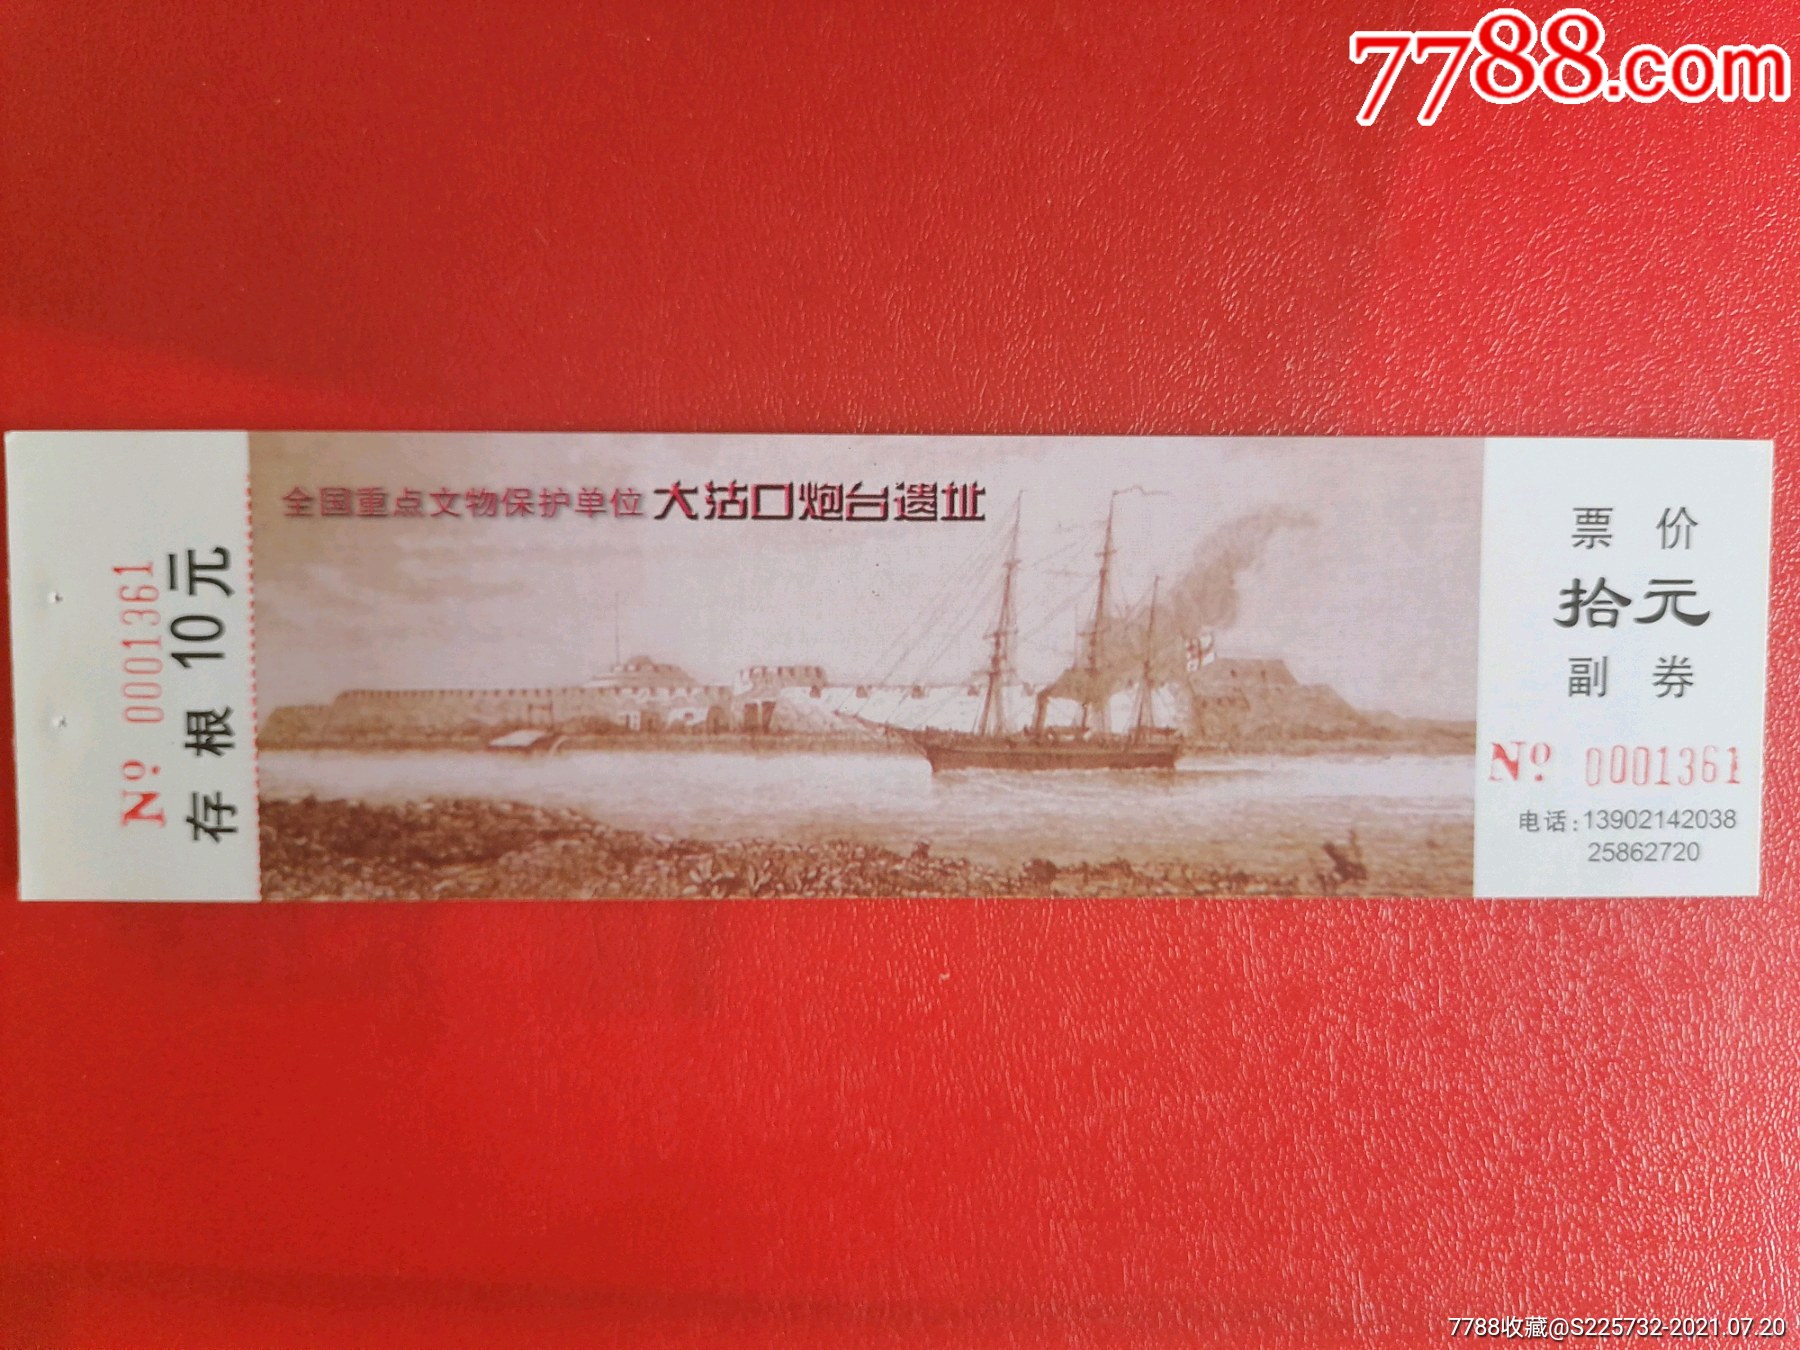 7788.com
全国重点文物保护单位 大沽口炮台遗址
№ 0001361
存根 10元
票价
拾元
副券
№ 0001361
电话:13902142038
25862720
7788收藏@S225732-2021.07.20